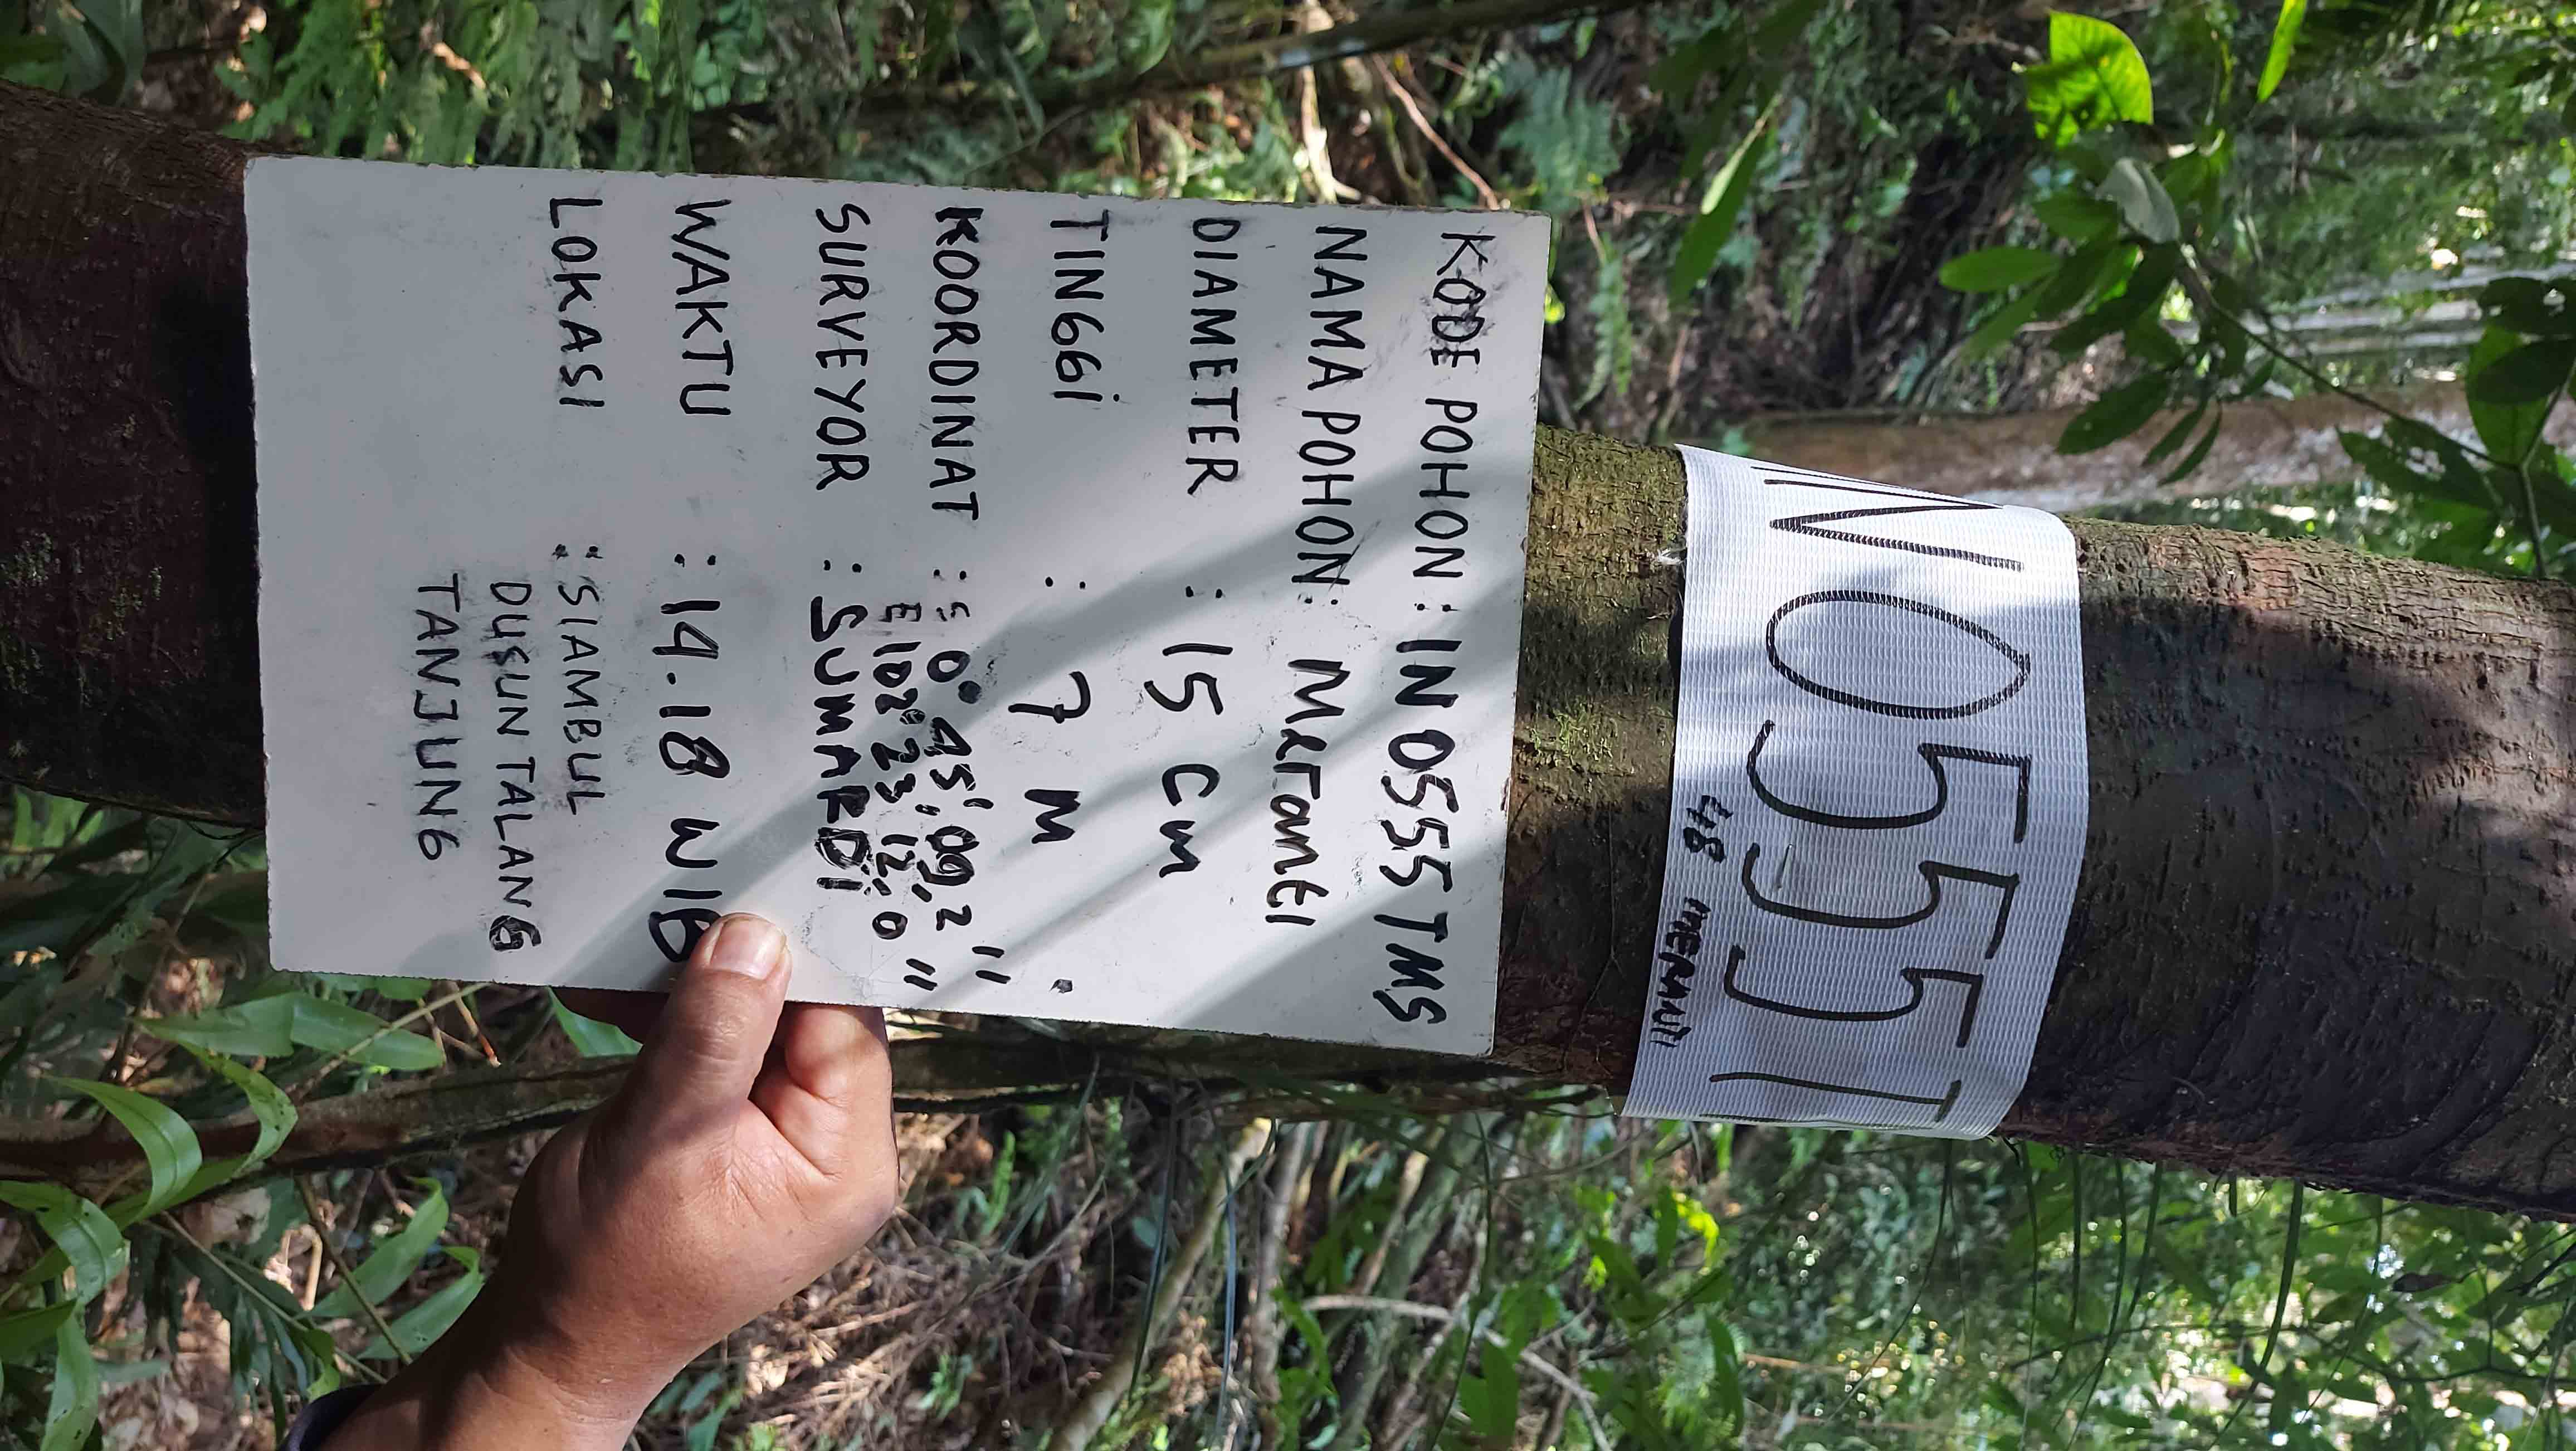 IN0555T
48 MERANTI
KODE POHON : IN 0555 TMS
NAMA POHON : Meranti
DIAMETER : 15 Cm
TINGGI : 7 M
KOORDINAT : S 0° 45' 09,2"
E 102° 23' 12,0"
SURVEYOR : SUMARDI
WAKTU : 14.18 WIB
LOKASI : SIAMBUL
DUSUN TALANG
TANJUNG